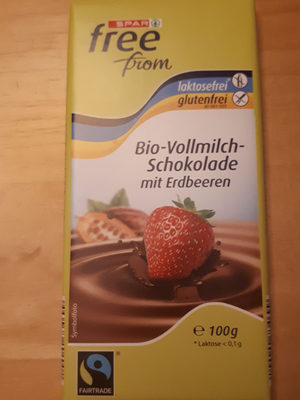 SPAR
free
from
laktosefrei*
glutenfrei
Bio-Vollmilch-
Schokolade
mit Erdbeeren
Symbolfoto
e 100g
* Laktose < 0,1 g
FAIRTRADE